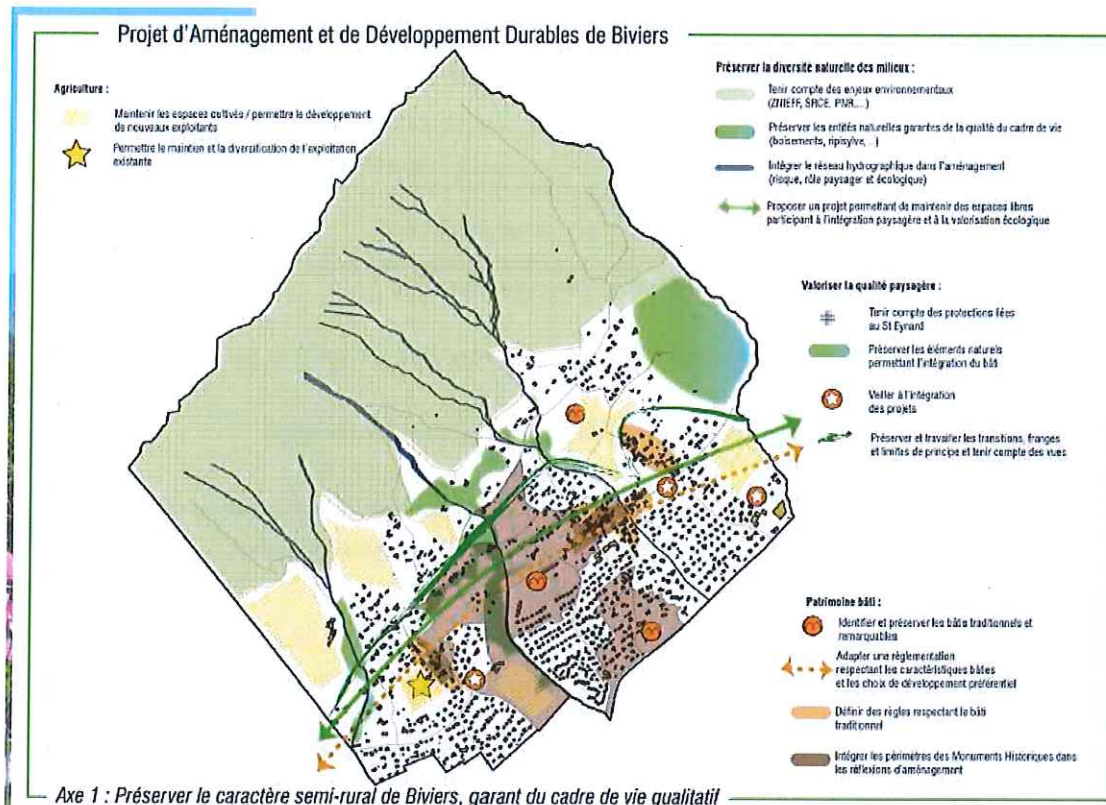 Projet d'Aménagement et de Développement Durables de Biviers
Agriculture :
Maintenir les espaces cultivés / permettre le développement
de nouveaux exploitants
Permettre le maintien et la diversification de l'exploitation
existante
Préserver la diversité naturelle des milieux :
Tenir compte des enjeux environnementaux
(ZNIEFF, SRCE, PNR,...)
Préserver les entités naturelles garantes de la qualité du cadre de vie
(boisements, ripisylve, ..)
Intégrer le réseau hydrographique dans l'aménagement
(risque, rôle paysager et écologique)
Proposer un projet permettant de maintenir des espaces libres
participant à l'intégration paysagère et à la valorisation écologique
Valoriser la qualité paysagère :
Tenir compte des protections liées
au St Eynard
Préserver les éléments naturels
permettant l'intégration du bâti
Veiller à l'intégration
des projets
Préserver et travailler les transitions, franges
et limites de principe et tenir compte des vues
Patrimoine bâti :
Identifier et préserver les bâtis traditionnels et
remarquables
Adapter une règlementation
respectant les caractéristiques bâties
et les choix de développement préférentiel
Définir des règles respectant le bâti
traditionnel
Intégrer les périmètres des Monuments Historiques dans
les réflexions d'aménagement
Axe 1 : Préserver le caractère semi-rural de Biviers, garant du cadre de vie qualitatif